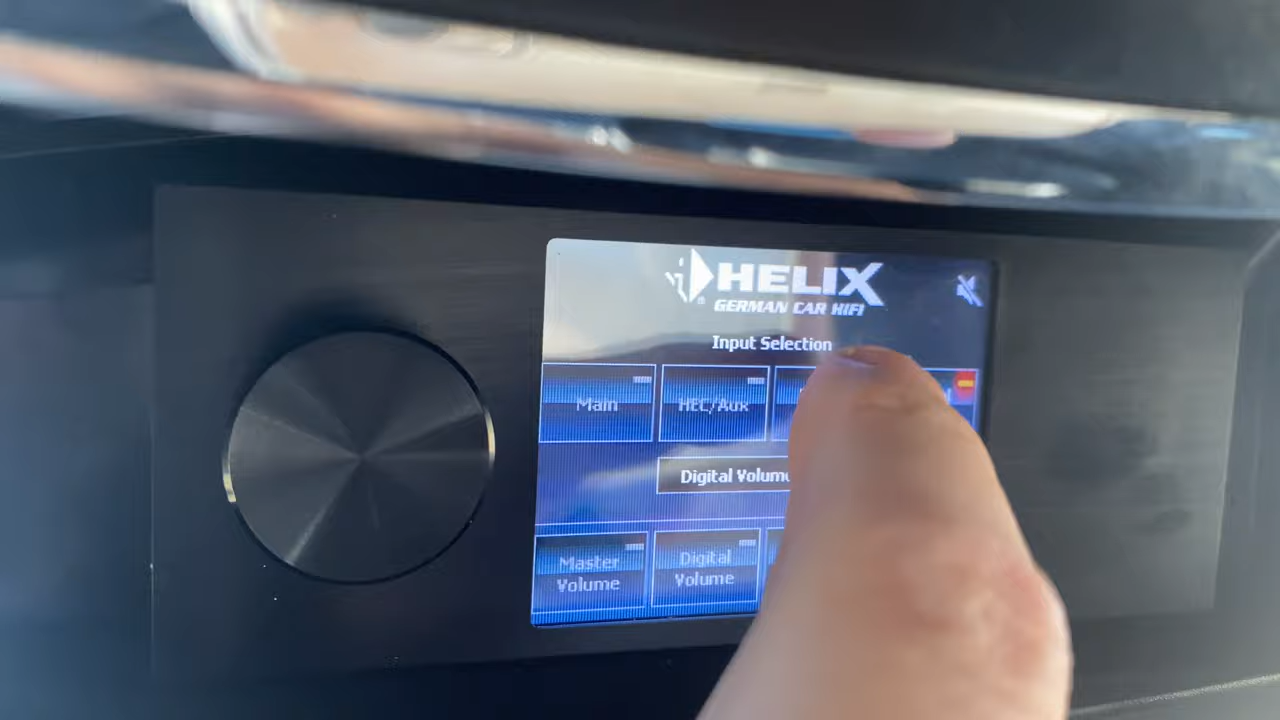 HELIX
GERMAN CAR HIFI
Input Selection
Main
HEC/Aux
Digital Volume
Master
Volume
Digital
Volume